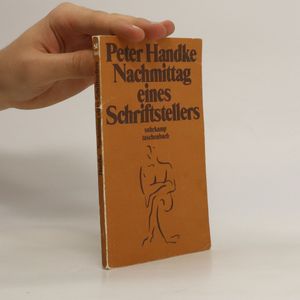 Peter Handke
Nachmittag
eines
Schriftstellers
suhrkamp
taschenbuch